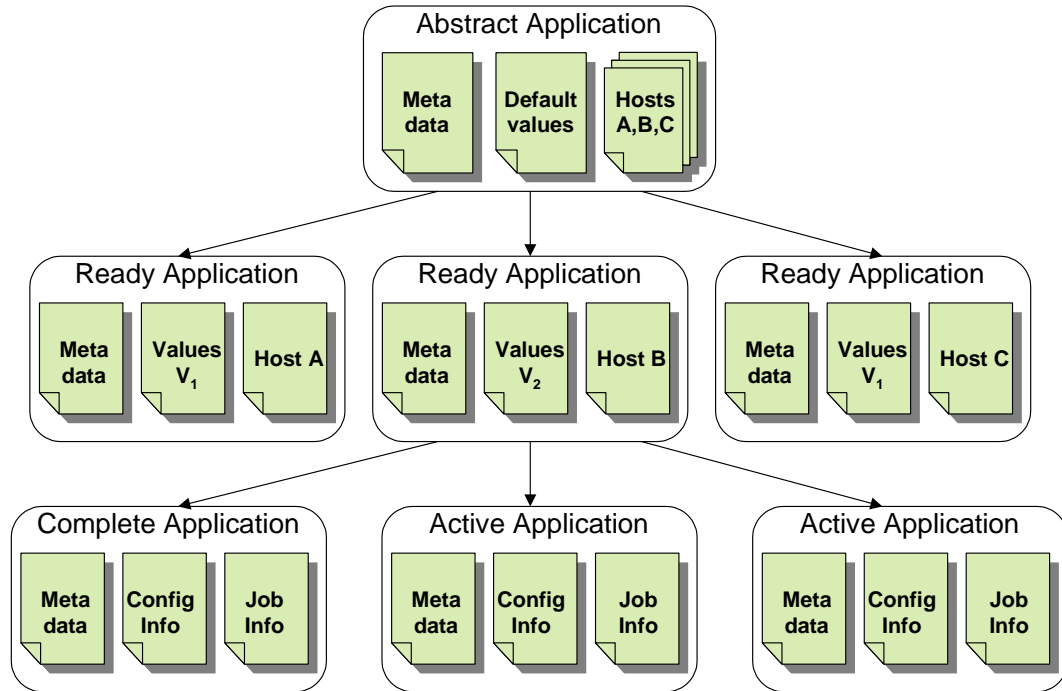 Abstract Application
Meta
data
Default
values
Hosts
A,B,C
Ready Application
Meta
data
Values
V₁
Host A
Ready Application
Meta
data
Values
V₂
Host B
Ready Application
Meta
data
Values
V₁
Host C
Complete Application
Meta
data
Config
Info
Job
Info
Active Application
Meta
data
Config
Info
Job
Info
Active Application
Meta
data
Config
Info
Job
Info